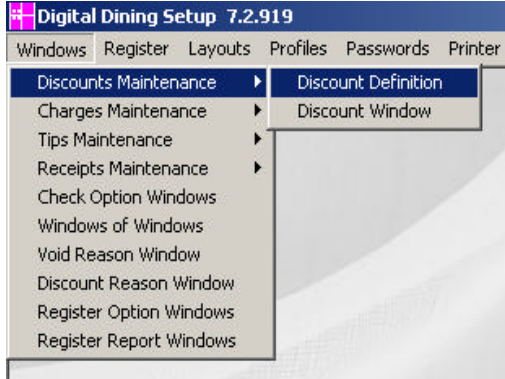 Digital Dining Setup 7.2.919
Windows Register Layouts Profiles Passwords Printer
Discounts Maintenance Discount Definition
Charges Maintenance Discount Window
Tips Maintenance
Receipts Maintenance
Check Option Windows
Windows of Windows
Void Reason Window
Discount Reason Window
Register Option Windows
Register Report Windows